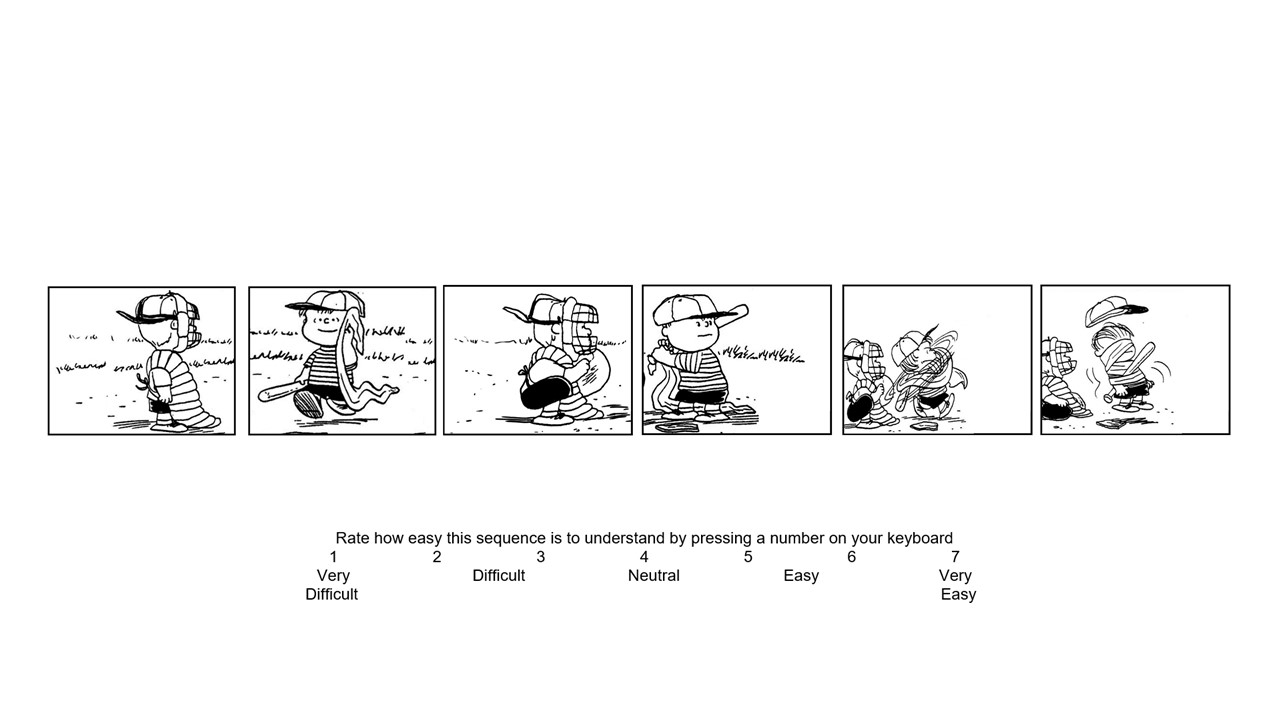 Rate how easy this sequence is to understand by pressing a number on your keyboard
1 2 3 4 5 6 7
Very Difficult Neutral Easy Very
Difficult Easy